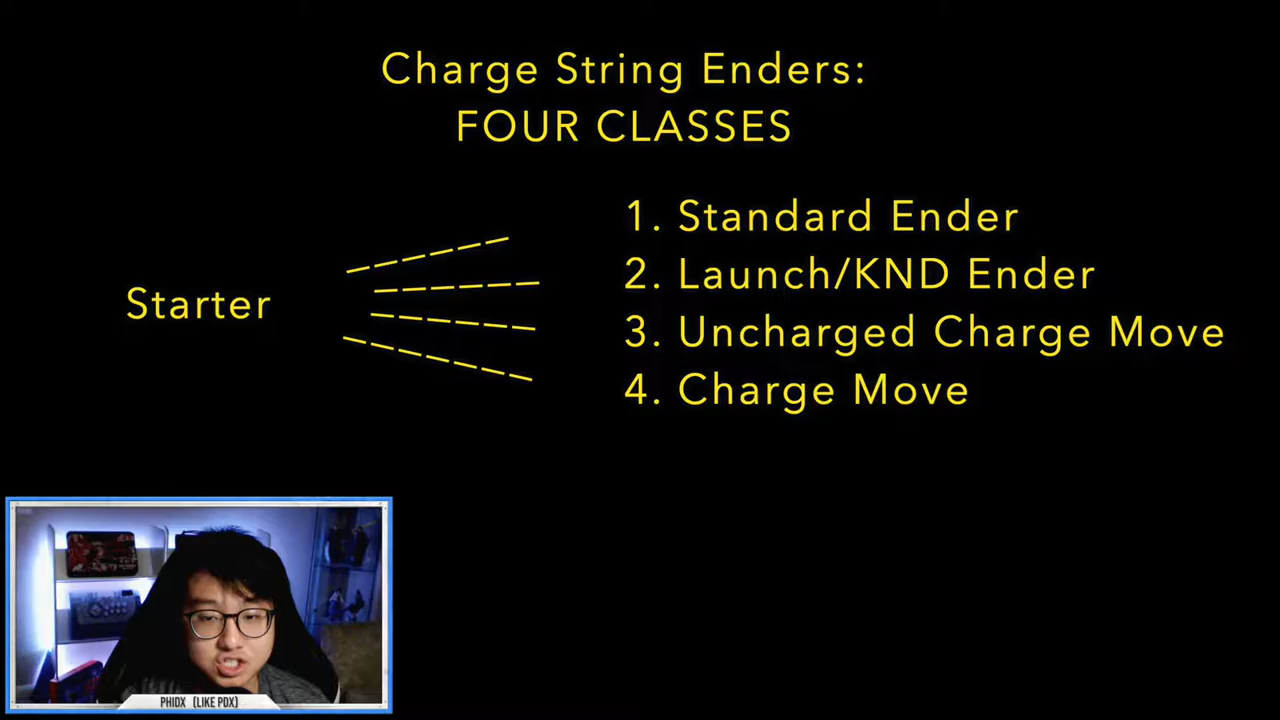 Charge String Enders:
FOUR CLASSES
Starter
1. Standard Ender
2. Launch/KND Ender
3. Uncharged Charge Move
4. Charge Move
PHIDX (LIKE PDX)